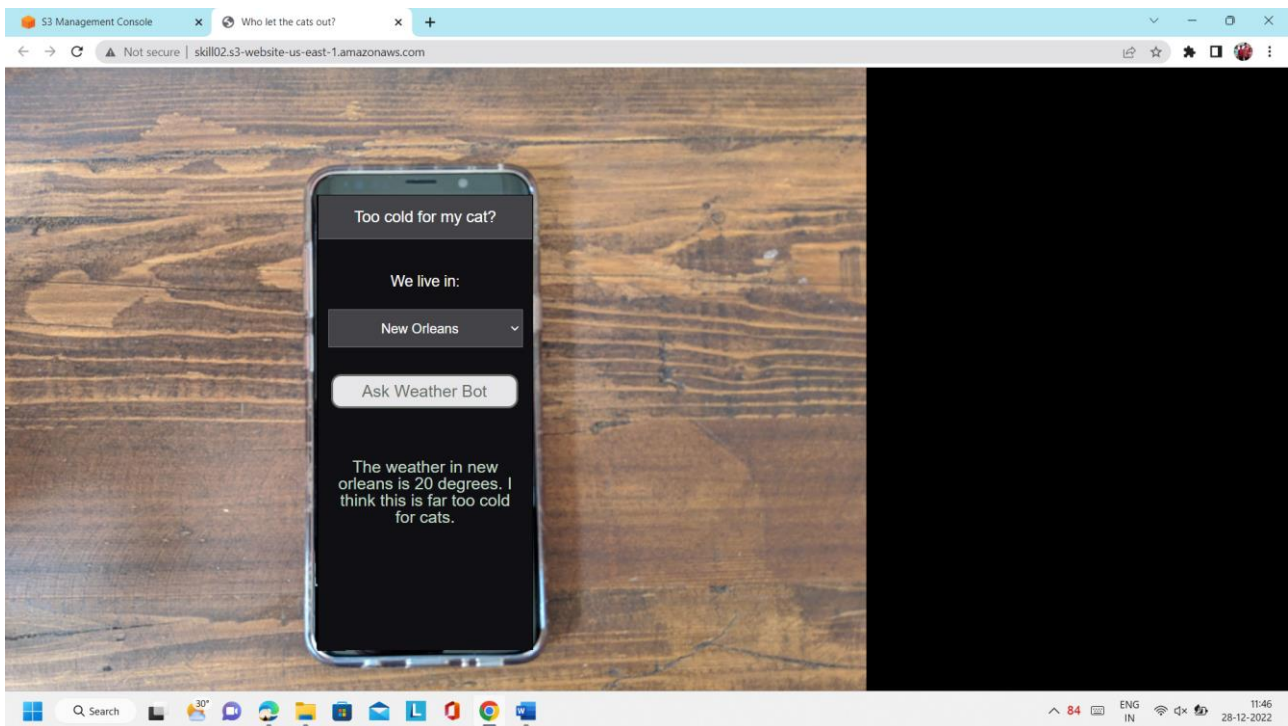 S3 Management Console
Who let the cats out?
Not secure | skill02.s3-website-us-east-1.amazonaws.com
Too cold for my cat?
We live in:
New Orleans
Ask Weather Bot
The weather in new
orleans is 20 degrees. I
think this is far too cold
for cats.
Search
30°
L
84
ENG
IN
11:46
28-12-2022